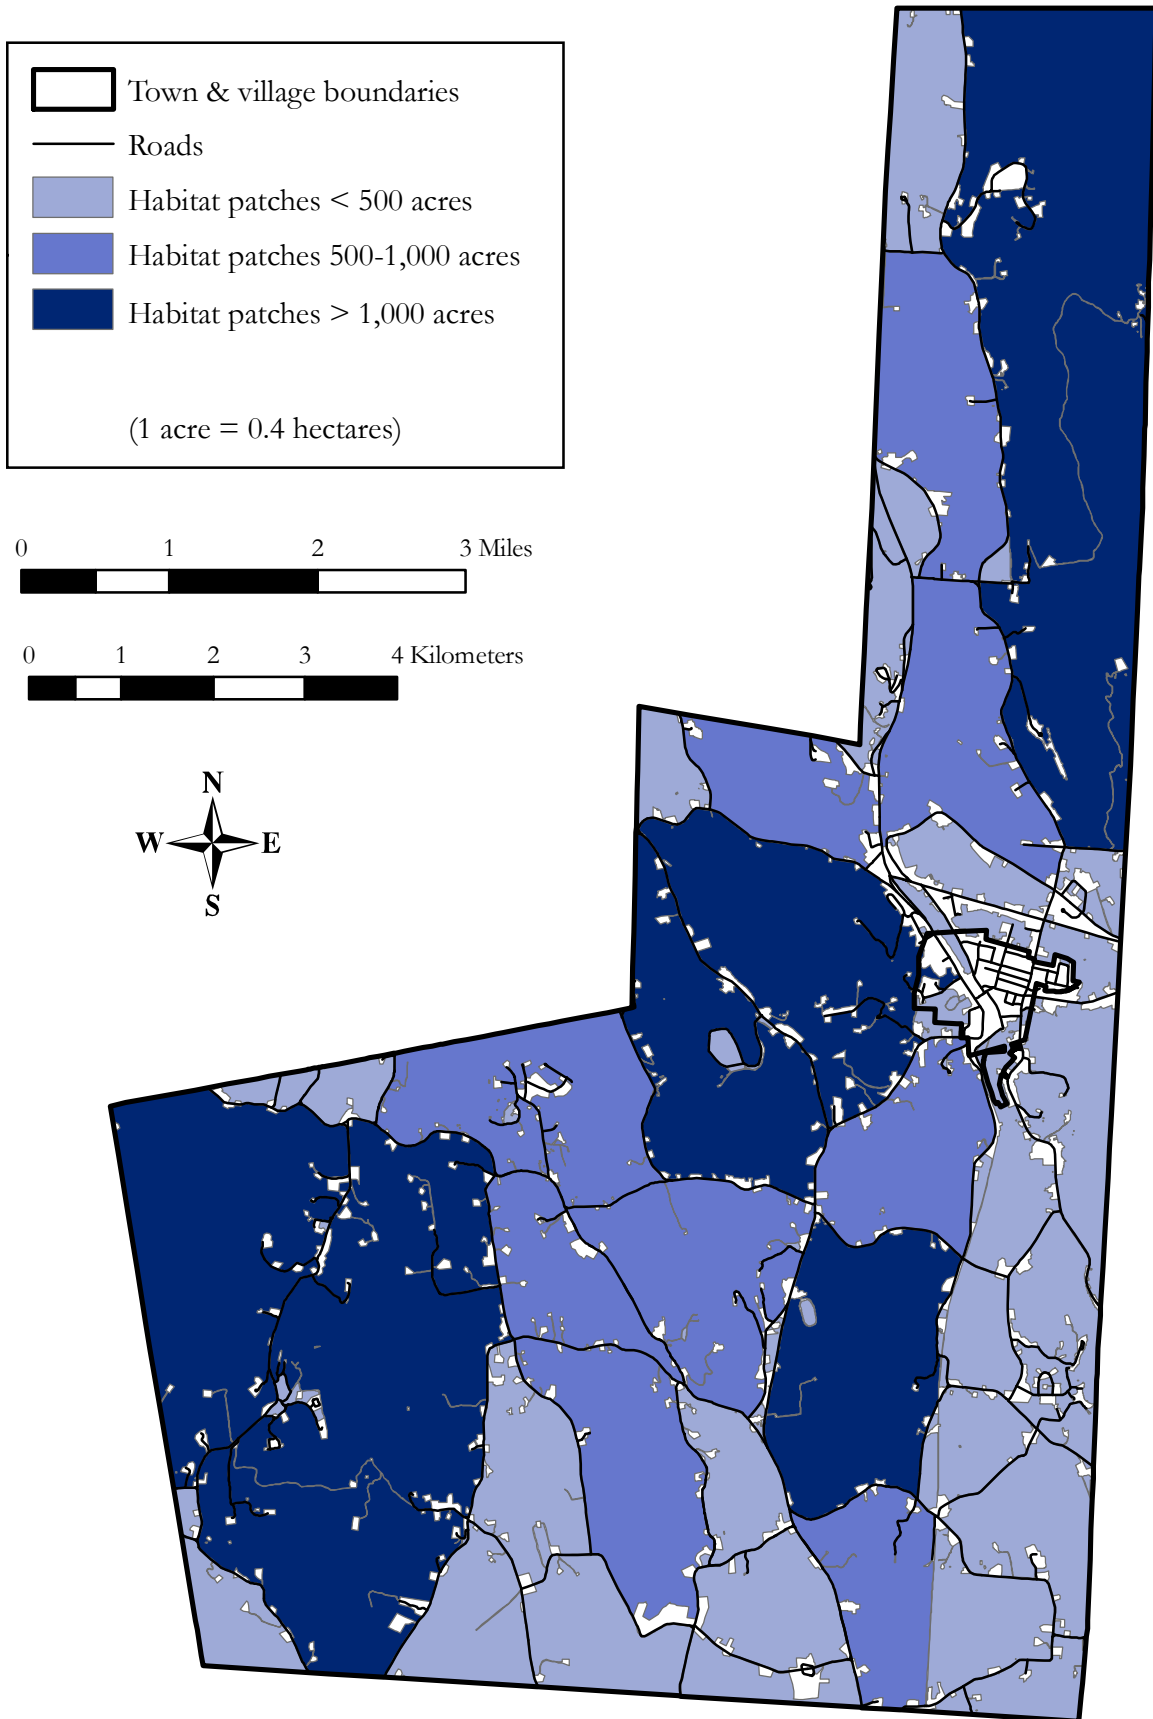 Town & village boundaries
Roads
Habitat patches < 500 acres
Habitat patches 500-1,000 acres
Habitat patches > 1,000 acres
(1 acre = 0.4 hectares)
0 1 2 3 Miles
0 1 2 3 4 Kilometers
N
W E
S